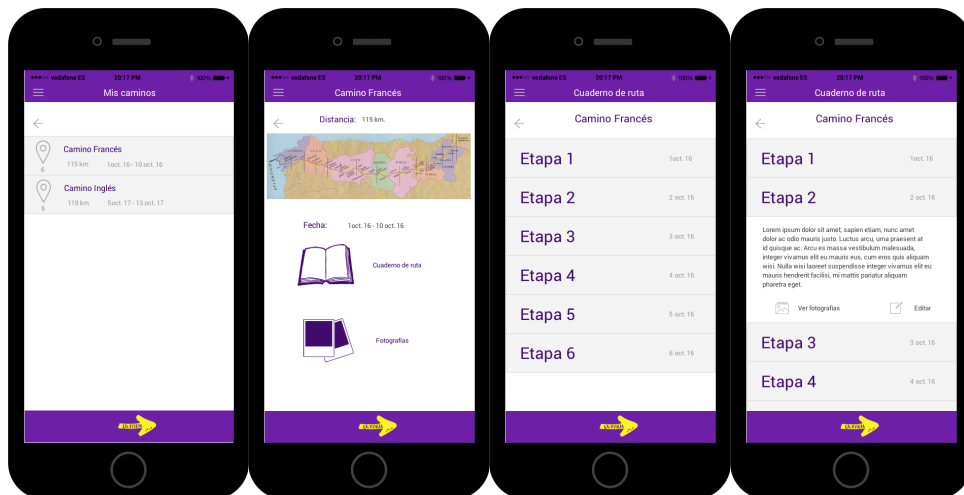 vodafone ES 20:17 PM 100%
Mis caminos
Camino Francés
115 km 1oct. 16 - 10 oct. 16
6
Camino Inglés
119 km 5oct. 17 - 13 oct. 17
6
vodafone ES 20:17 PM 100%
Camino Francés
Distancia: 115 km.
Fecha: 1oct. 16 - 10 oct. 16
Cuaderno de ruta
Fotografías
vodafone ES 20:17 PM 100%
Cuaderno de ruta
Camino Francés
Etapa 1 1oct. 16
Etapa 2 2 oct. 16
Etapa 3 3 oct. 16
Etapa 4 4 oct. 16
Etapa 5 5 oct. 16
Etapa 6 6 oct. 16
vodafone ES 20:17 PM 100%
Cuaderno de ruta
Camino Francés
Etapa 1 1oct. 16
Etapa 2 2 oct. 16
Lorem ipsum dolor sit amet, sapien etiam, nunc amet
dolor ac odio mauris justo. Luctus arcu, urna praesent at
id quisque ac. Arcu es massa vestibulum malesuada,
integer vivamus elit eu mauris eus, cum eros quis aliquam
wisi. Nulla wisi laoreet suspendisse integer vivamus elit eu
mauris hendrerit facilisi, mi mattis pariatur aliquam
pharetra eget.
Ver fotografías Editar
Etapa 3 3 oct. 16
Etapa 4 4 oct. 16